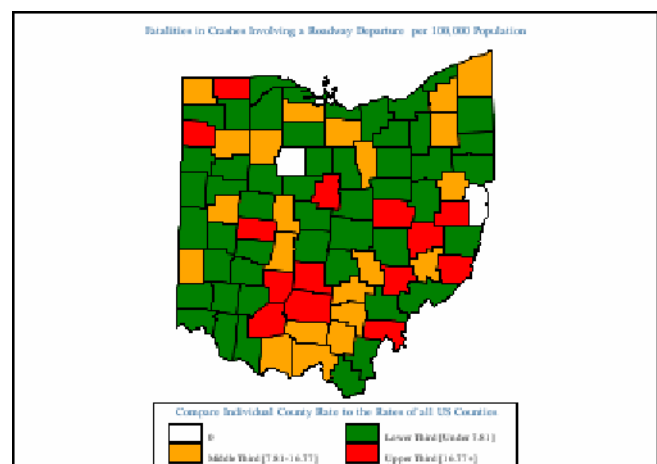 Fatalities in Crashes Involving a Roadway Departure per 100,000 Population
Compare Individual County Rate to the Rates of all US Counties
0
Lower Third [Under 7.81]
Middle Third [7.81-16.77]
Upper Third [16.77+]